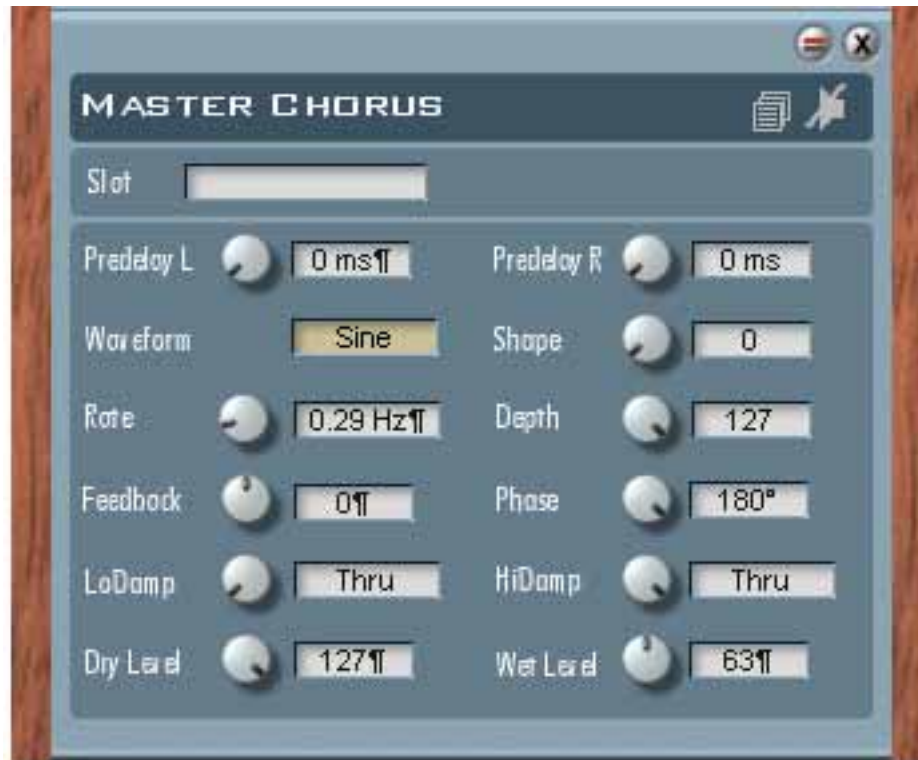 MASTER CHORUS
Slot
Predelay L 0 ms¶ Predelay R 0 ms
Waveform Sine Shape 0
Rate 0.29 Hz¶ Depth 127
Feedback 0¶ Phase 180°
LoDamp Thru HiDamp Thru
Dry Level 127¶ Wet Level 63¶